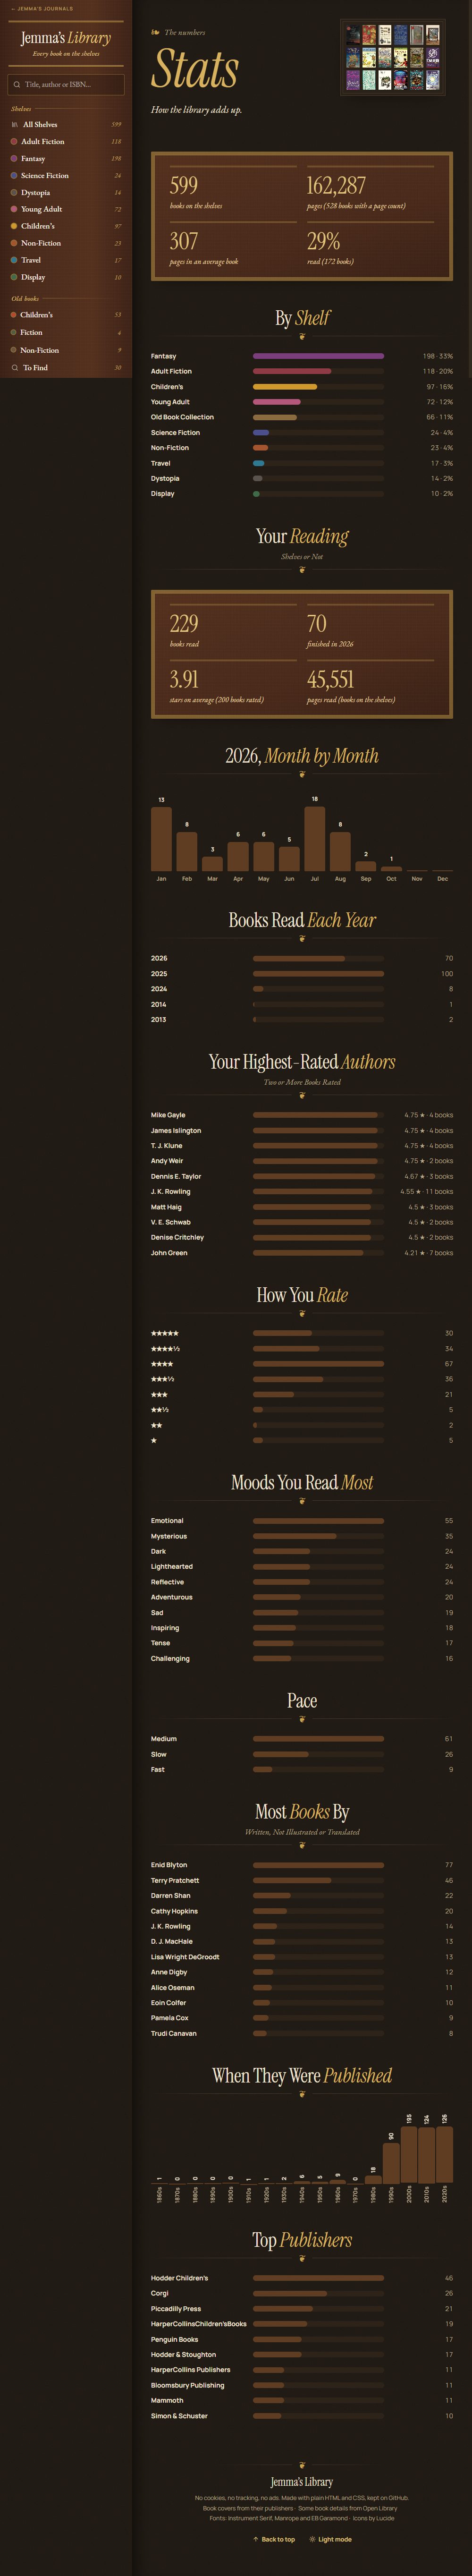 ← JEMMA'S JOURNALS
Jemma's Library
Every book on the shelves
Title, author or ISBN…
Shelves
All Shelves 599
Adult Fiction 118
Fantasy 198
Science Fiction 24
Dystopia 14
Young Adult 72
Children's 97
Non-Fiction 23
Travel 17
Display 10
Old books
Children's 53
Fiction 4
Non-Fiction 9
To Find 30
The numbers
Stats
How the library adds up.
599
books on the shelves
162,287
pages (528 books with a page count)
307
pages in an average book
29%
read (172 books)
By Shelf
Fantasy 198 · 33%
Adult Fiction 118 · 20%
Children's 97 · 16%
Young Adult 72 · 12%
Old Book Collection 66 · 11%
Science Fiction 24 · 4%
Non-Fiction 23 · 4%
Travel 17 · 3%
Dystopia 14 · 2%
Display 10 · 2%
Your Reading
Shelves or Not
229
books read
70
finished in 2026
3.91
stars on average (200 books rated)
45,551
pages read (books on the shelves)
2026, Month by Month
13 8 3 6 6 5 18 8 2 1
Jan Feb Mar Apr May Jun Jul Aug Sep Oct Nov Dec
Books Read Each Year
2026 70
2025 100
2024 8
2014 1
2013 2
Your Highest-Rated Authors
Two or More Books Rated
Mike Gayle 4.75 ★ · 4 books
James Islington 4.75 ★ · 4 books
T. J. Klune 4.75 ★ · 4 books
Andy Weir 4.75 ★ · 2 books
Dennis E. Taylor 4.67 ★ · 3 books
J. K. Rowling 4.55 ★ · 11 books
Matt Haig 4.5 ★ · 3 books
V. E. Schwab 4.5 ★ · 2 books
Denise Critchley 4.5 ★ · 2 books
John Green 4.21 ★ · 7 books
How You Rate
★★★★★ 30
★★★★½ 34
★★★★ 67
★★★½ 36
★★★ 21
★★½ 5
★★ 2
★ 5
Moods You Read Most
Emotional 55
Mysterious 35
Dark 24
Lighthearted 24
Reflective 24
Adventurous 20
Sad 19
Inspiring 18
Tense 17
Challenging 16
Pace
Medium 61
Slow 26
Fast 9
Most Books By
Written, Not Illustrated or Translated
Enid Blyton 77
Terry Pratchett 46
Darren Shan 22
Cathy Hopkins 20
J. K. Rowling 14
D. J. MacHale 13
Lisa Wright DeGroodt 13
Anne Digby 12
Alice Oseman 11
Eoin Colfer 10
Pamela Cox 9
Trudi Canavan 8
When They Were Published
1 0 0 0 0 1 1 2 6 5 9 0 18 90 195 124 126
1860s 1870s 1880s 1890s 1900s 1910s 1920s 1930s 1940s 1950s 1960s 1970s 1980s 1990s 2000s 2010s 2020s
Top Publishers
Hodder Children's 46
Corgi 26
Piccadilly Press 21
HarperCollinsChildren'sBooks 19
Penguin Books 17
Hodder & Stoughton 17
HarperCollins Publishers 11
Bloomsbury Publishing 11
Mammoth 11
Simon & Schuster 10
Jemma's Library
No cookies, no tracking, no ads. Made with plain HTML and CSS, kept on GitHub.
Book covers from their publishers · Some book details from Open Library
Fonts: Instrument Serif, Manrope and EB Garamond · Icons by Lucide
↑ Back to top
Light mode